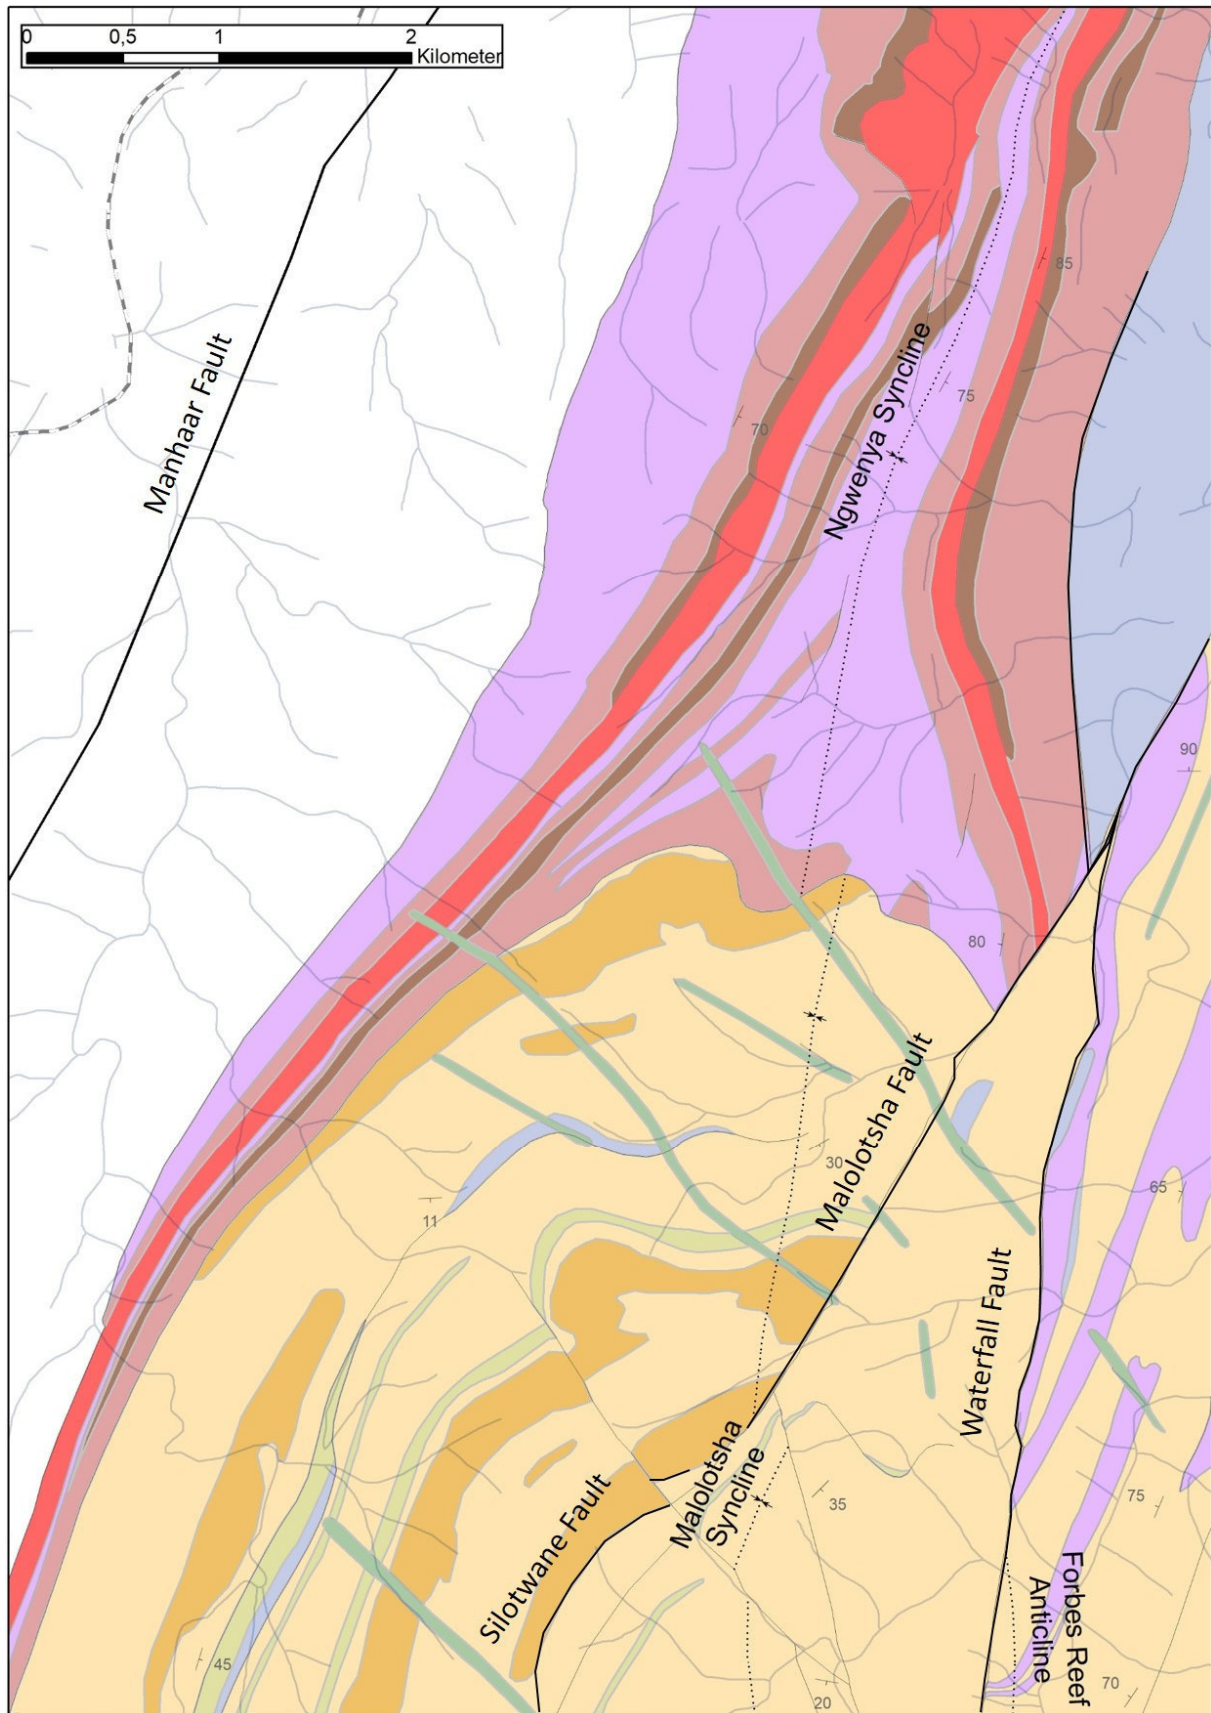 0 0,5 1 2
Kilometer
Manhaar Fault
Ngwenya Syncline
85
75
70
90
80
Malolotsha Fault
30
11
65
Waterfall Fault
Malolotsha
Syncline
35
75
Silotwane Fault
Forbes Reef
Anticline
45
20
70